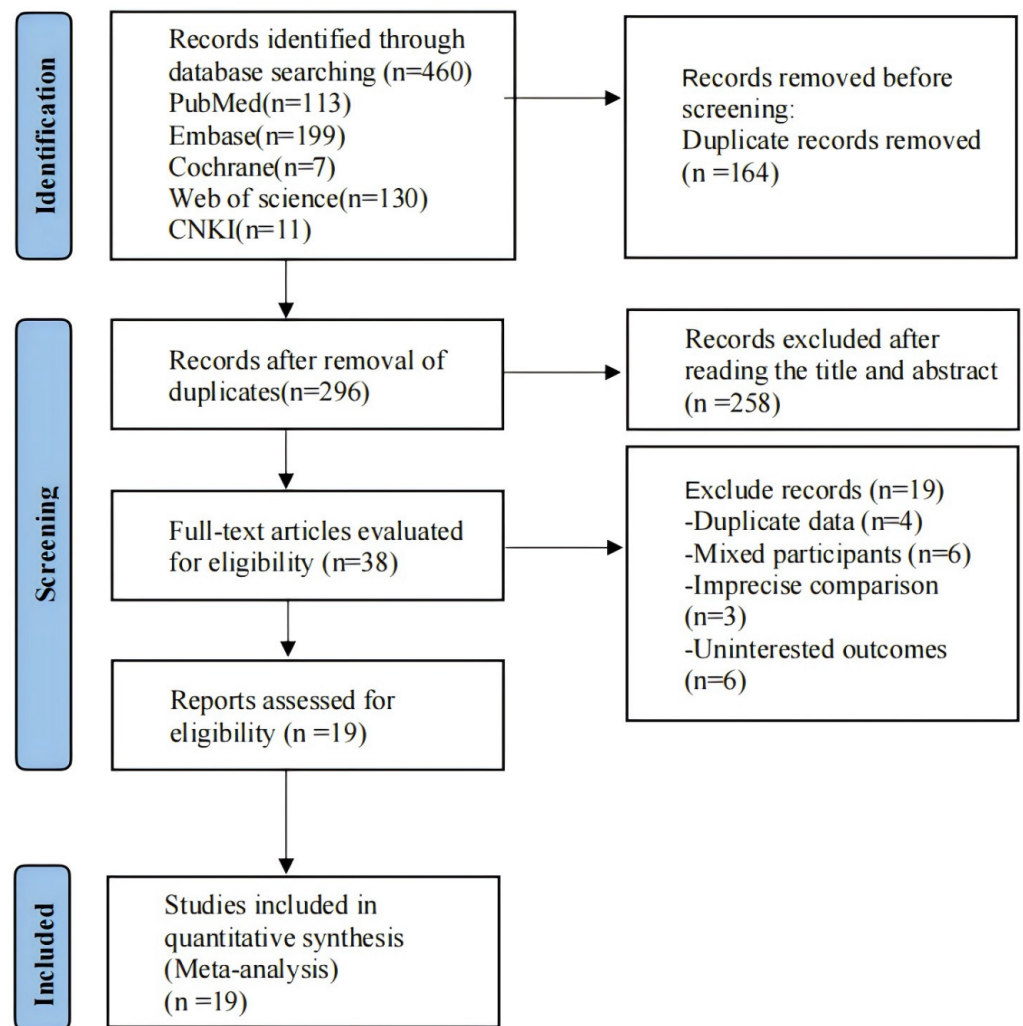 Identification
Records identified through
database searching (n=460)
PubMed(n=113)
Embase(n=199)
Cochrane(n=7)
Web of science(n=130)
CNKI(n=11)
Records removed before
screening:
Duplicate records removed
(n =164)
Screening
Records after removal of
duplicates(n=296)
Records excluded after
reading the title and abstract
(n =258)
Full-text articles evaluated
for eligibility (n=38)
Exclude records (n=19)
-Duplicate data (n=4)
-Mixed participants (n=6)
-Imprecise comparison
(n=3)
-Uninterested outcomes
(n=6)
Reports assessed for
eligibility (n =19)
Included
Studies included in
quantitative synthesis
(Meta-analysis)
(n =19)